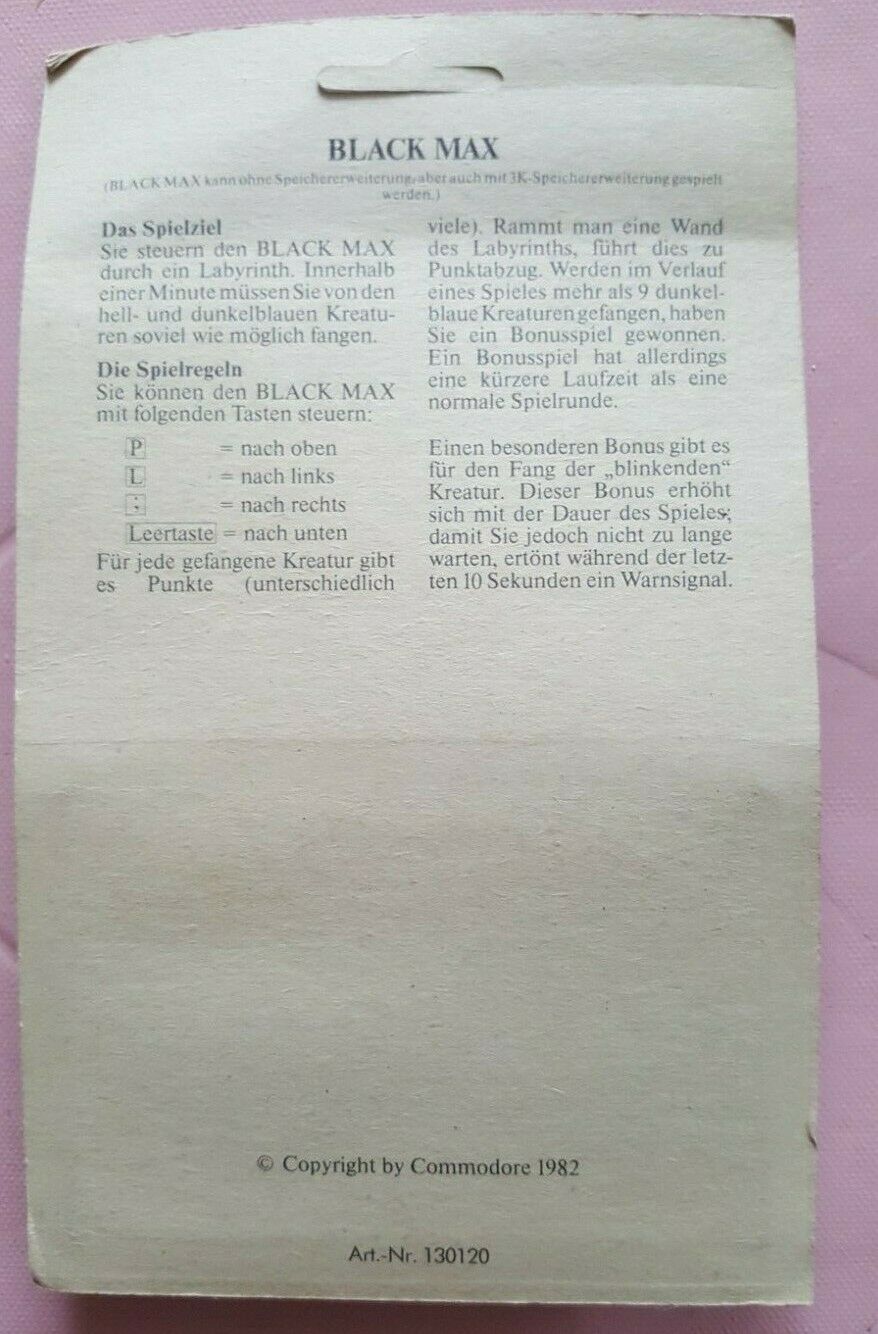 BLACK MAX
(BLACK MAX kann ohne Speichererweiterung, aber auch mit 3K-Speichererweiterung gespielt
werden.)
Das Spielziel
Sie steuern den BLACK MAX
durch ein Labyrinth. Innerhalb
einer Minute müssen Sie von den
hell- und dunkelblauen Kreatu-
ren soviel wie möglich fangen.
Die Spielregeln
Sie können den BLACK MAX
mit folgenden Tasten steuern:
P = nach oben
L = nach links
; = nach rechts
Leertaste = nach unten
Für jede gefangene Kreatur gibt
es Punkte (unterschiedlich
viele). Rammt man eine Wand
des Labyrinths, führt dies zu
Punktabzug. Werden im Verlauf
eines Spieles mehr als 9 dunkel-
blaue Kreaturen gefangen, haben
Sie ein Bonusspiel gewonnen.
Ein Bonusspiel hat allerdings
eine kürzere Laufzeit als eine
normale Spielrunde.
Einen besonderen Bonus gibt es
für den Fang der „blinkenden“
Kreatur. Dieser Bonus erhöht
sich mit der Dauer des Spieles;
damit Sie jedoch nicht zu lange
warten, ertönt während der letz-
ten 10 Sekunden ein Warnsignal.
© Copyright by Commodore 1982
Art.-Nr. 130120